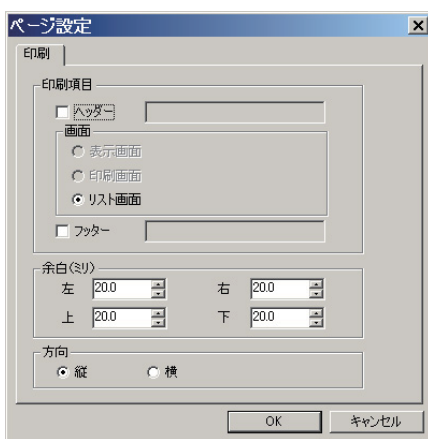 ページ設定
印刷
印刷項目
ヘッダー
画面
表示画面
印刷画面
リスト画面
フッター
余白(ミリ)
左 20.0 右 20.0
上 20.0 下 20.0
方向
縦 横
OK キャンセル